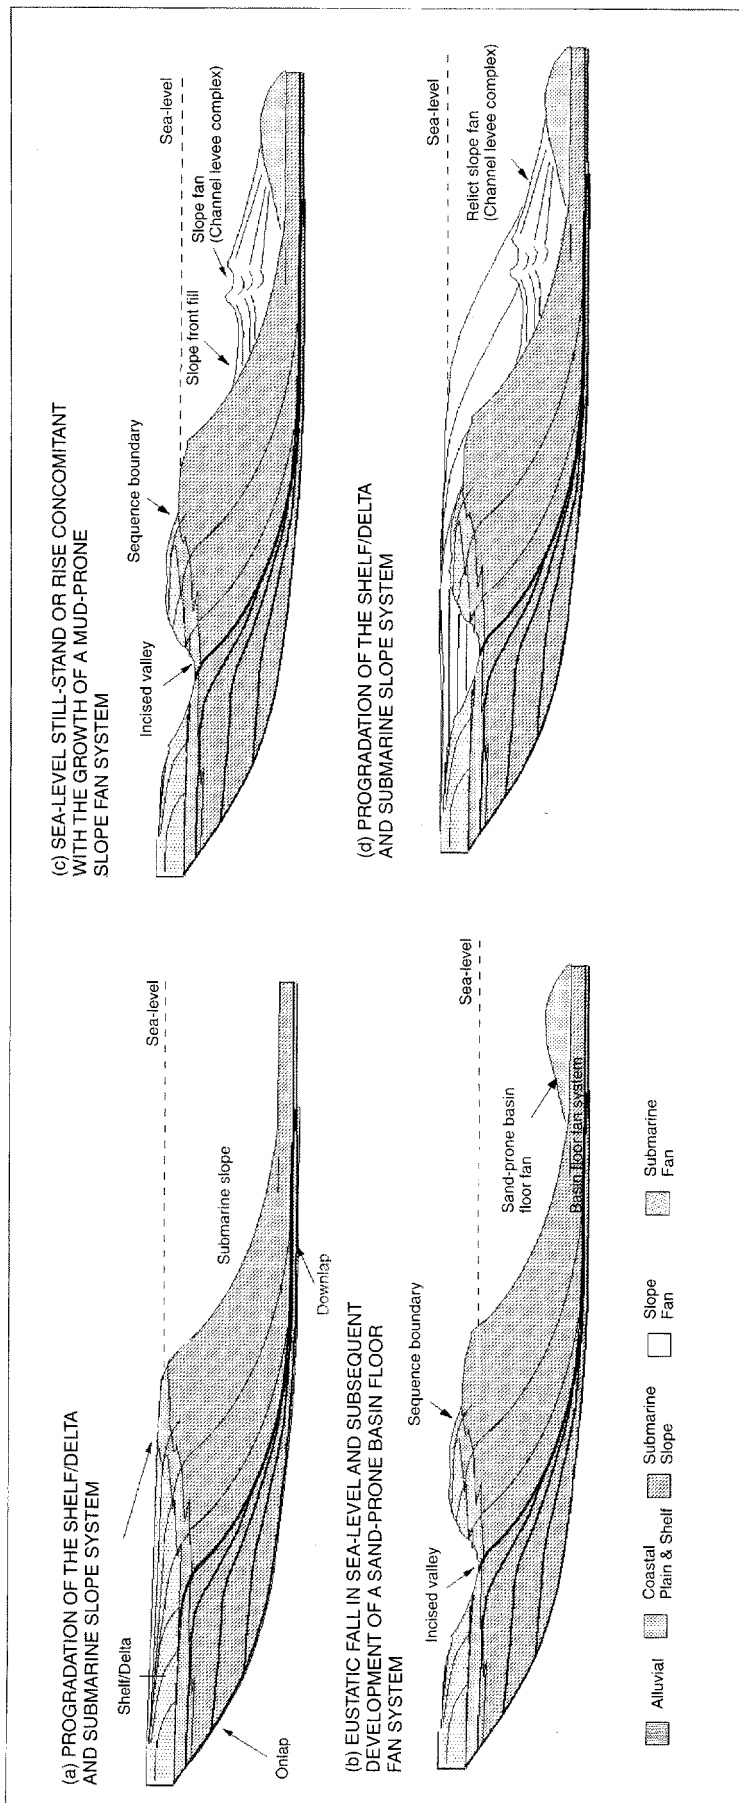 (a) PROGRADATION OF THE SHELF/DELTA
AND SUBMARINE SLOPE SYSTEM
Sea-level
Shelf/Delta
Submarine slope
Onlap
Downlap
(b) EUSTATIC FALL IN SEA-LEVEL AND SUBSEQUENT
DEVELOPMENT OF A SAND-PRONE BASIN FLOOR
FAN SYSTEM
Sea-level
Sequence boundary
Incised valley
Sand-prone basin
floor fan
Basin floor fan system
(c) SEA-LEVEL STILL-STAND OR RISE CONCOMITANT
WITH THE GROWTH OF A MUD-PRONE
SLOPE FAN SYSTEM
Sea-level
Slope fan
(Channel levee complex)
Slope front fill
Sequence boundary
Incised valley
(d) PROGRADATION OF THE SHELF/DELTA
AND SUBMARINE SLOPE SYSTEM
Sea-level
Relict slope fan
(Channel levee complex)
Alluvial
Coastal
Plain & Shelf
Submarine
Slope
Slope
Fan
Submarine
Fan